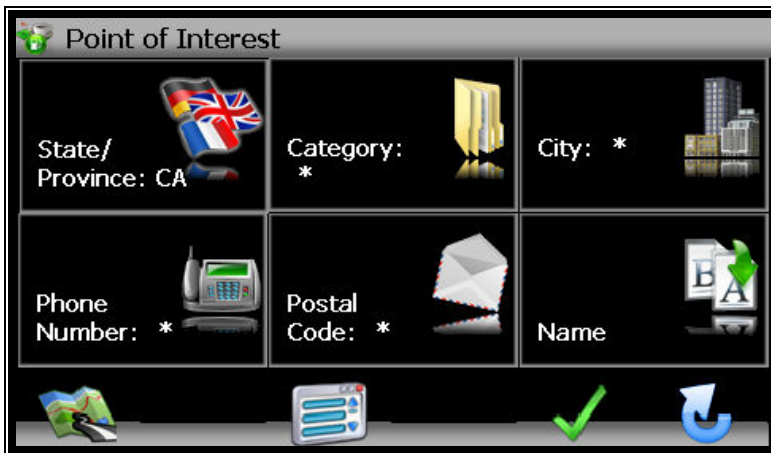 Point of Interest
State/
Province: CA
Category:
*
City: *
Phone
Number: *
Postal
Code: *
Name
B
A